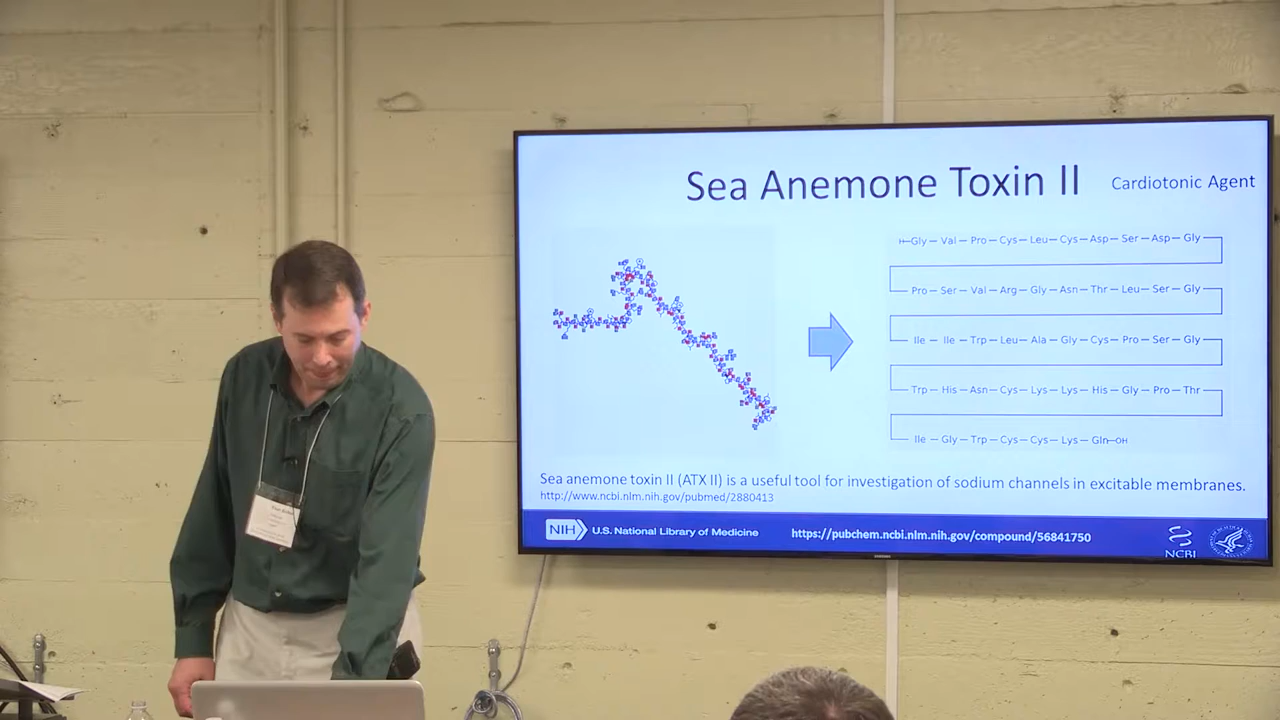 Sea Anemone Toxin II
Cardiotonic Agent
H—Gly — Val — Pro — Cys — Leu — Cys — Asp — Ser — Asp — Gly
Pro — Ser — Val — Arg — Gly — Asn — Thr — Leu — Ser — Gly
Ile — Ile — Trp — Leu — Ala — Gly — Cys — Pro — Ser — Gly
Trp — His — Asn — Cys — Lys — Lys — His — Gly — Pro — Thr
Ile — Gly — Trp — Cys — Cys — Lys — Gln—OH
Sea anemone toxin II (ATX II) is a useful tool for investigation of sodium channels in excitable membranes.
http://www.ncbi.nlm.nih.gov/pubmed/2880413
NIH U.S. National Library of Medicine https://pubchem.ncbi.nlm.nih.gov/compound/56841750 NCBI